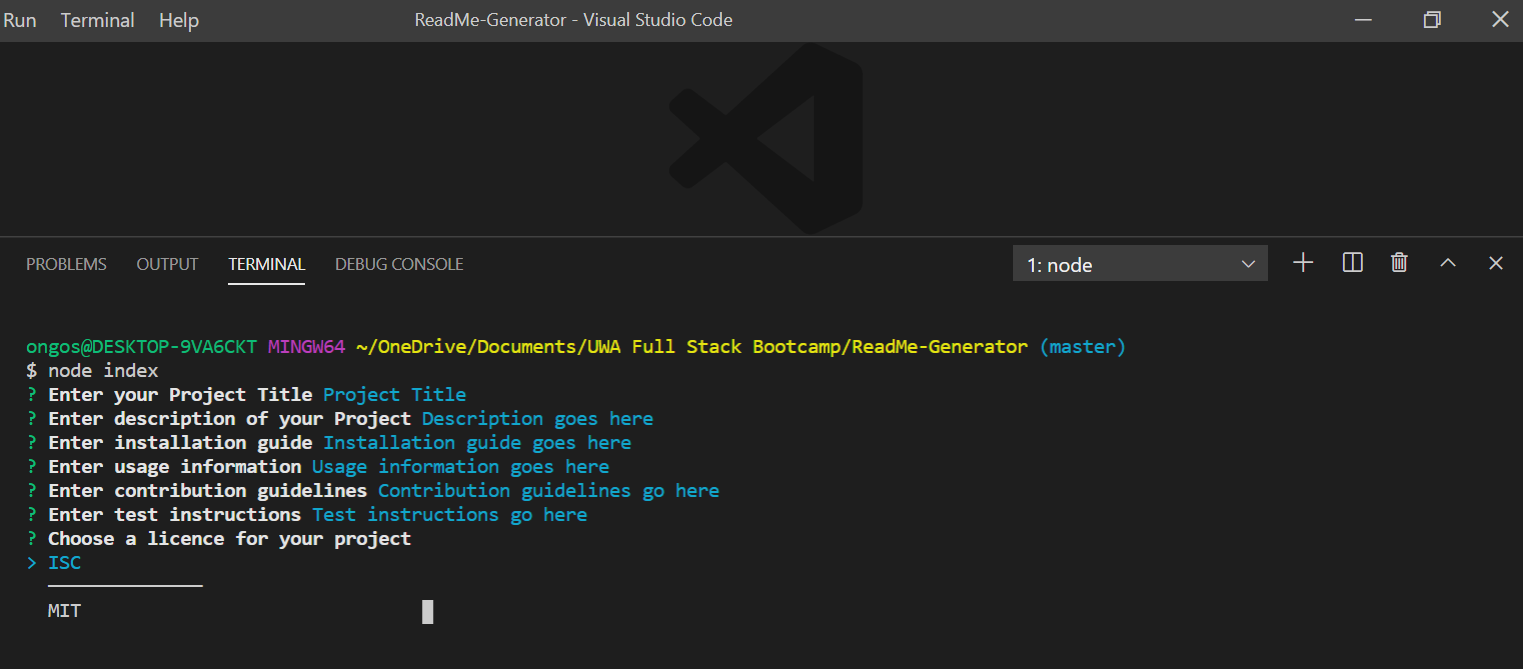 Run Terminal Help ReadMe-Generator - Visual Studio Code
PROBLEMS OUTPUT TERMINAL DEBUG CONSOLE 1: node
ongos@DESKTOP-9VA6CKT MINGW64 ~/OneDrive/Documents/UWA Full Stack Bootcamp/ReadMe-Generator (master)
$ node index
? Enter your Project Title Project Title
? Enter description of your Project Description goes here
? Enter installation guide Installation guide goes here
? Enter usage information Usage information goes here
? Enter contribution guidelines Contribution guidelines go here
? Enter test instructions Test instructions go here
? Choose a licence for your project
> ISC
──────────────
MIT